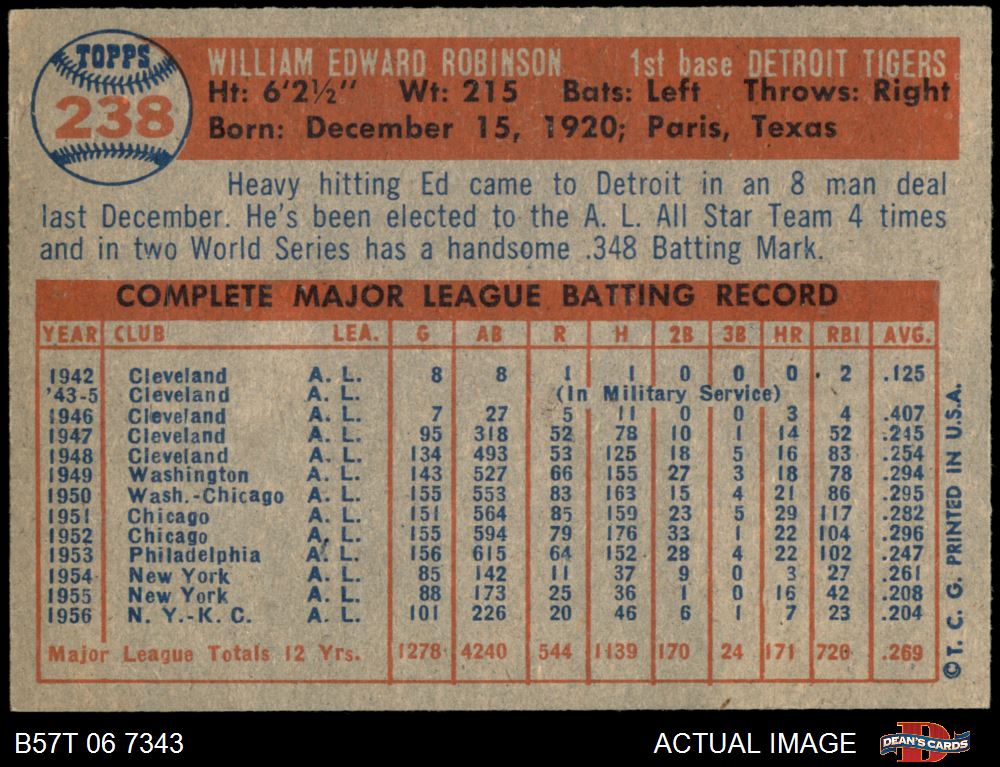 TOPPS
238
WILLIAM EDWARD ROBINSON 1st base DETROIT TIGERS
Ht: 6'2½" Wt: 215 Bats: Left Throws: Right
Born: December 15, 1920; Paris, Texas
Heavy hitting Ed came to Detroit in an 8 man deal
last December. He's been elected to the A. L. All Star Team 4 times
and in two World Series has a handsome .348 Batting Mark.
COMPLETE MAJOR LEAGUE BATTING RECORD
YEAR CLUB LEA. G AB R H 2B 3B HR RBI AVG.
1942 Cleveland A. L. 8 8 1 1 0 0 0 2 .125
'43-5 Cleveland A. L. (In Military Service)
1946 Cleveland A. L. 7 27 5 11 0 0 3 4 .407
1947 Cleveland A. L. 95 318 52 78 10 1 14 52 .245
1948 Cleveland A. L. 134 493 53 125 18 5 16 83 .254
1949 Washington A. L. 143 527 66 155 27 3 18 78 .294
1950 Wash.-Chicago A. L. 155 553 83 163 15 4 21 86 .295
1951 Chicago A. L. 151 564 85 159 23 5 29 117 .282
1952 Chicago A. L. 155 594 79 176 33 1 22 104 .296
1953 Philadelphia A. L. 156 615 64 152 28 4 22 102 .247
1954 New York A. L. 85 142 11 37 9 0 3 27 .261
1955 New York A. L. 88 173 25 36 1 0 16 42 .208
1956 N. Y.-K. C. A. L. 101 226 20 46 6 1 7 23 .204
Major League Totals 12 Yrs. 1278 4240 544 1139 170 24 171 720 .269
©T. C. G. PRINTED IN U.S.A.
B57T 06 7343 ACTUAL IMAGE DEAN'S CARDS